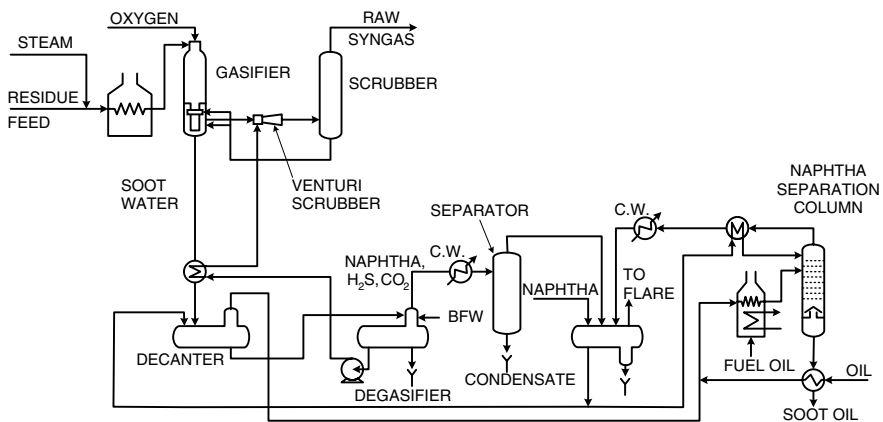 OXYGEN
RAW
SYNGAS
STEAM
GASIFIER
SCRUBBER
RESIDUE
FEED
SOOT
WATER
VENTURI
SCRUBBER
NAPHTHA
SEPARATION
COLUMN
SEPARATOR
C.W.
C.W.
NAPHTHA,
H₂S,CO₂
NAPHTHA
TO
FLARE
BFW
DECANTER
DEGASIFIER
CONDENSATE
FUEL OIL
OIL
SOOT OIL